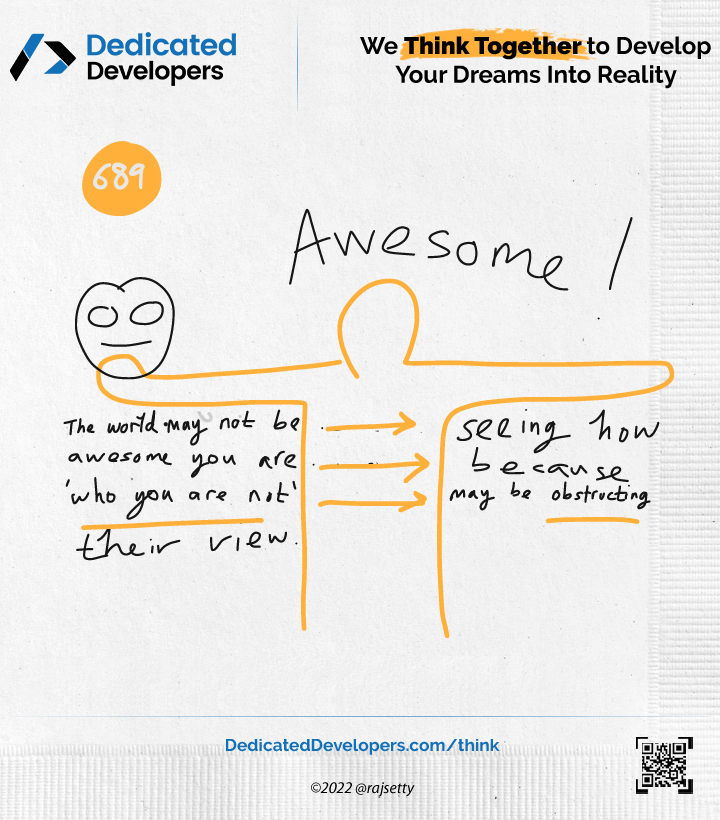 Dedicated
Developers
We Think Together to Develop
Your Dreams Into Reality
689
Awesome!
The world may not be seeing how
awesome you are because
'who you are not' may be obstructing
their view.
DedicatedDevelopers.com/think
©2022 @rajsetty